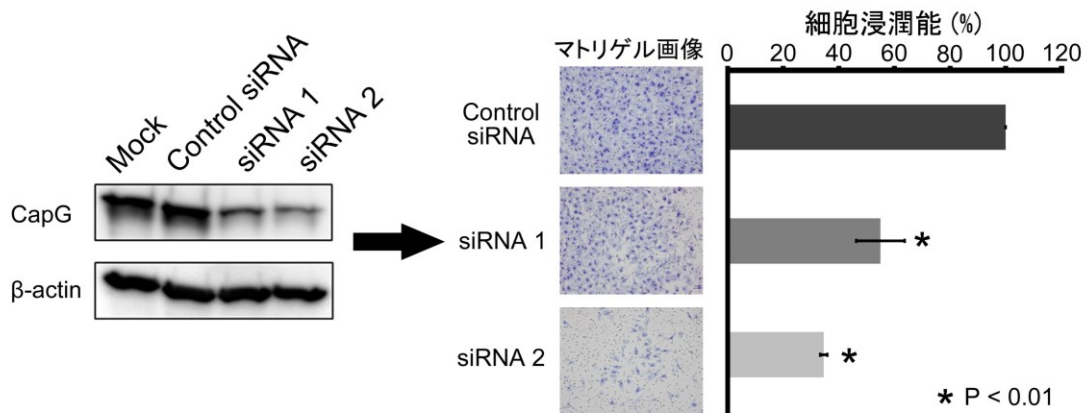 Mock
Control siRNA
siRNA 1
siRNA 2
CapG
β-actin
マトリゲル画像
細胞浸潤能 (%)
0 20 40 60 80 100 120
Control
siRNA
siRNA 1
*
siRNA 2
*
* P < 0.01